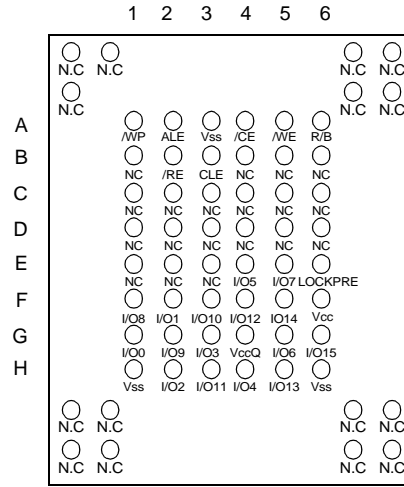 1 2 3 4 5 6
N.C N.C N.C N.C
N.C N.C N.C
A
/WP ALE Vss /CE /WE R/B
B
NC /RE CLE NC NC NC
C
NC NC NC NC NC NC
D
NC NC NC NC NC NC
E
NC NC NC I/O5 I/O7 LOCKPRE
F
I/O8 I/O1 I/O10 I/O12 IO14 Vcc
G
I/O0 I/O9 I/O3 VccQ I/O6 I/O15
H
Vss I/O2 I/O11 I/O4 I/O13 Vss
N.C N.C N.C N.C
N.C N.C N.C N.C